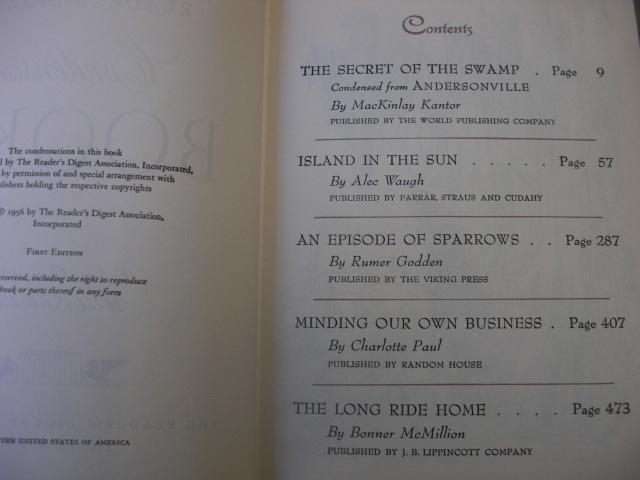 The condensations in this book
by The Reader's Digest Association, Incorporated,
by permission of and special arrangement with
holding the respective copyrights
© 1956 by The Reader's Digest Association,
Incorporated
FIRST EDITION
reserved, including the right to reproduce
book or parts thereof in any form
THE UNITED STATES OF AMERICA
Contents
THE SECRET OF THE SWAMP . Page 9
Condensed from ANDERSONVILLE
By MacKinlay Kantor
PUBLISHED BY THE WORLD PUBLISHING COMPANY
ISLAND IN THE SUN . . . . . Page 57
By Alec Waugh
PUBLISHED BY FARRAR, STRAUS AND CUDAHY
AN EPISODE OF SPARROWS . . Page 287
By Rumer Godden
PUBLISHED BY THE VIKING PRESS
MINDING OUR OWN BUSINESS . Page 407
By Charlotte Paul
PUBLISHED BY RANDOM HOUSE
THE LONG RIDE HOME . . . . Page 473
By Bonner McMillion
PUBLISHED BY J. B. LIPPINCOTT COMPANY